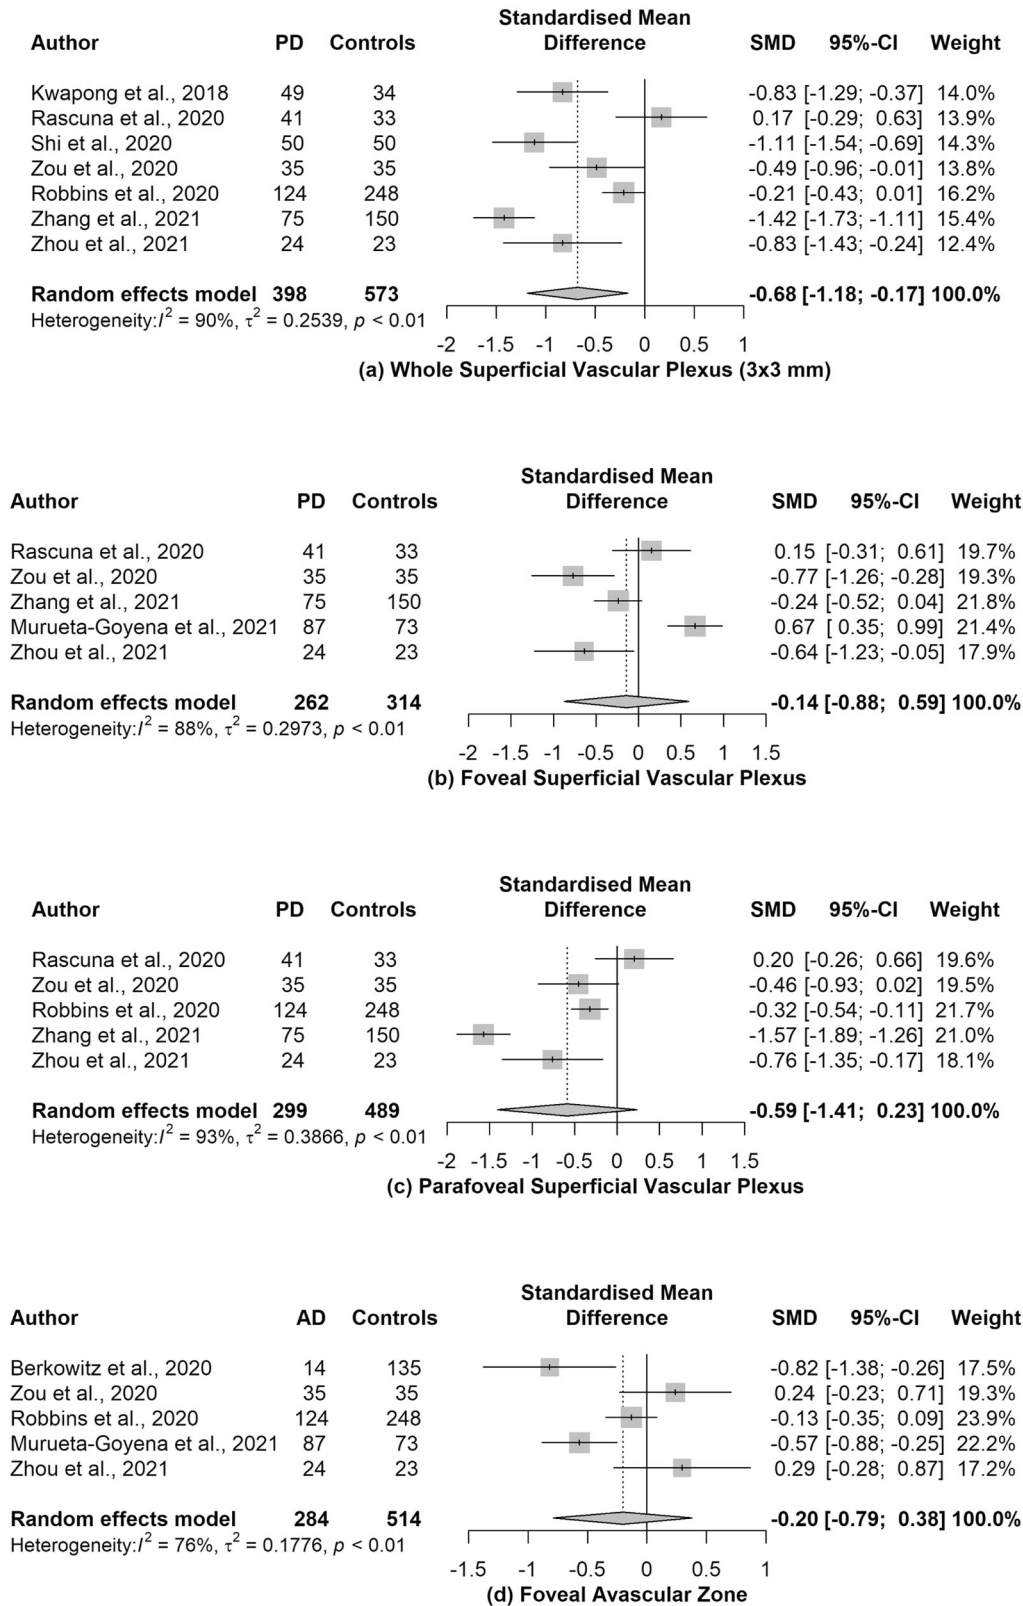 Standardised Mean
Author PD Controls Difference SMD 95%-CI Weight
Kwapong et al., 2018 49 34 -0.83 [-1.29; -0.37] 14.0%
Rascuna et al., 2020 41 33 0.17 [-0.29; 0.63] 13.9%
Shi et al., 2020 50 50 -1.11 [-1.54; -0.69] 14.3%
Zou et al., 2020 35 35 -0.49 [-0.96; -0.01] 13.8%
Robbins et al., 2020 124 248 -0.21 [-0.43; 0.01] 16.2%
Zhang et al., 2021 75 150 -1.42 [-1.73; -1.11] 15.4%
Zhou et al., 2021 24 23 -0.83 [-1.43; -0.24] 12.4%
Random effects model 398 573 -0.68 [-1.18; -0.17] 100.0%
Heterogeneity: I² = 90%, τ² = 0.2539, p < 0.01
-2 -1.5 -1 -0.5 0 0.5 1
(a) Whole Superficial Vascular Plexus (3x3 mm)
Standardised Mean
Author PD Controls Difference SMD 95%-CI Weight
Rascuna et al., 2020 41 33 0.15 [-0.31; 0.61] 19.7%
Zou et al., 2020 35 35 -0.77 [-1.26; -0.28] 19.3%
Zhang et al., 2021 75 150 -0.24 [-0.52; 0.04] 21.8%
Murueta-Goyena et al., 2021 87 73 0.67 [ 0.35; 0.99] 21.4%
Zhou et al., 2021 24 23 -0.64 [-1.23; -0.05] 17.9%
Random effects model 262 314 -0.14 [-0.88; 0.59] 100.0%
Heterogeneity: I² = 88%, τ² = 0.2973, p < 0.01
-2 -1.5 -1 -0.5 0 0.5 1 1.5
(b) Foveal Superficial Vascular Plexus
Standardised Mean
Author PD Controls Difference SMD 95%-CI Weight
Rascuna et al., 2020 41 33 0.20 [-0.26; 0.66] 19.6%
Zou et al., 2020 35 35 -0.46 [-0.93; 0.02] 19.5%
Robbins et al., 2020 124 248 -0.32 [-0.54; -0.11] 21.7%
Zhang et al., 2021 75 150 -1.57 [-1.89; -1.26] 21.0%
Zhou et al., 2021 24 23 -0.76 [-1.35; -0.17] 18.1%
Random effects model 299 489 -0.59 [-1.41; 0.23] 100.0%
Heterogeneity: I² = 93%, τ² = 0.3866, p < 0.01
-2 -1.5 -1 -0.5 0 0.5 1 1.5
(c) Parafoveal Superficial Vascular Plexus
Standardised Mean
Author AD Controls Difference SMD 95%-CI Weight
Berkowitz et al., 2020 14 135 -0.82 [-1.38; -0.26] 17.5%
Zou et al., 2020 35 35 0.24 [-0.23; 0.71] 19.3%
Robbins et al., 2020 124 248 -0.13 [-0.35; 0.09] 23.9%
Murueta-Goyena et al., 2021 87 73 -0.57 [-0.88; -0.25] 22.2%
Zhou et al., 2021 24 23 0.29 [-0.28; 0.87] 17.2%
Random effects model 284 514 -0.20 [-0.79; 0.38] 100.0%
Heterogeneity: I² = 76%, τ² = 0.1776, p < 0.01
-1.5 -1 -0.5 0 0.5 1
(d) Foveal Avascular Zone